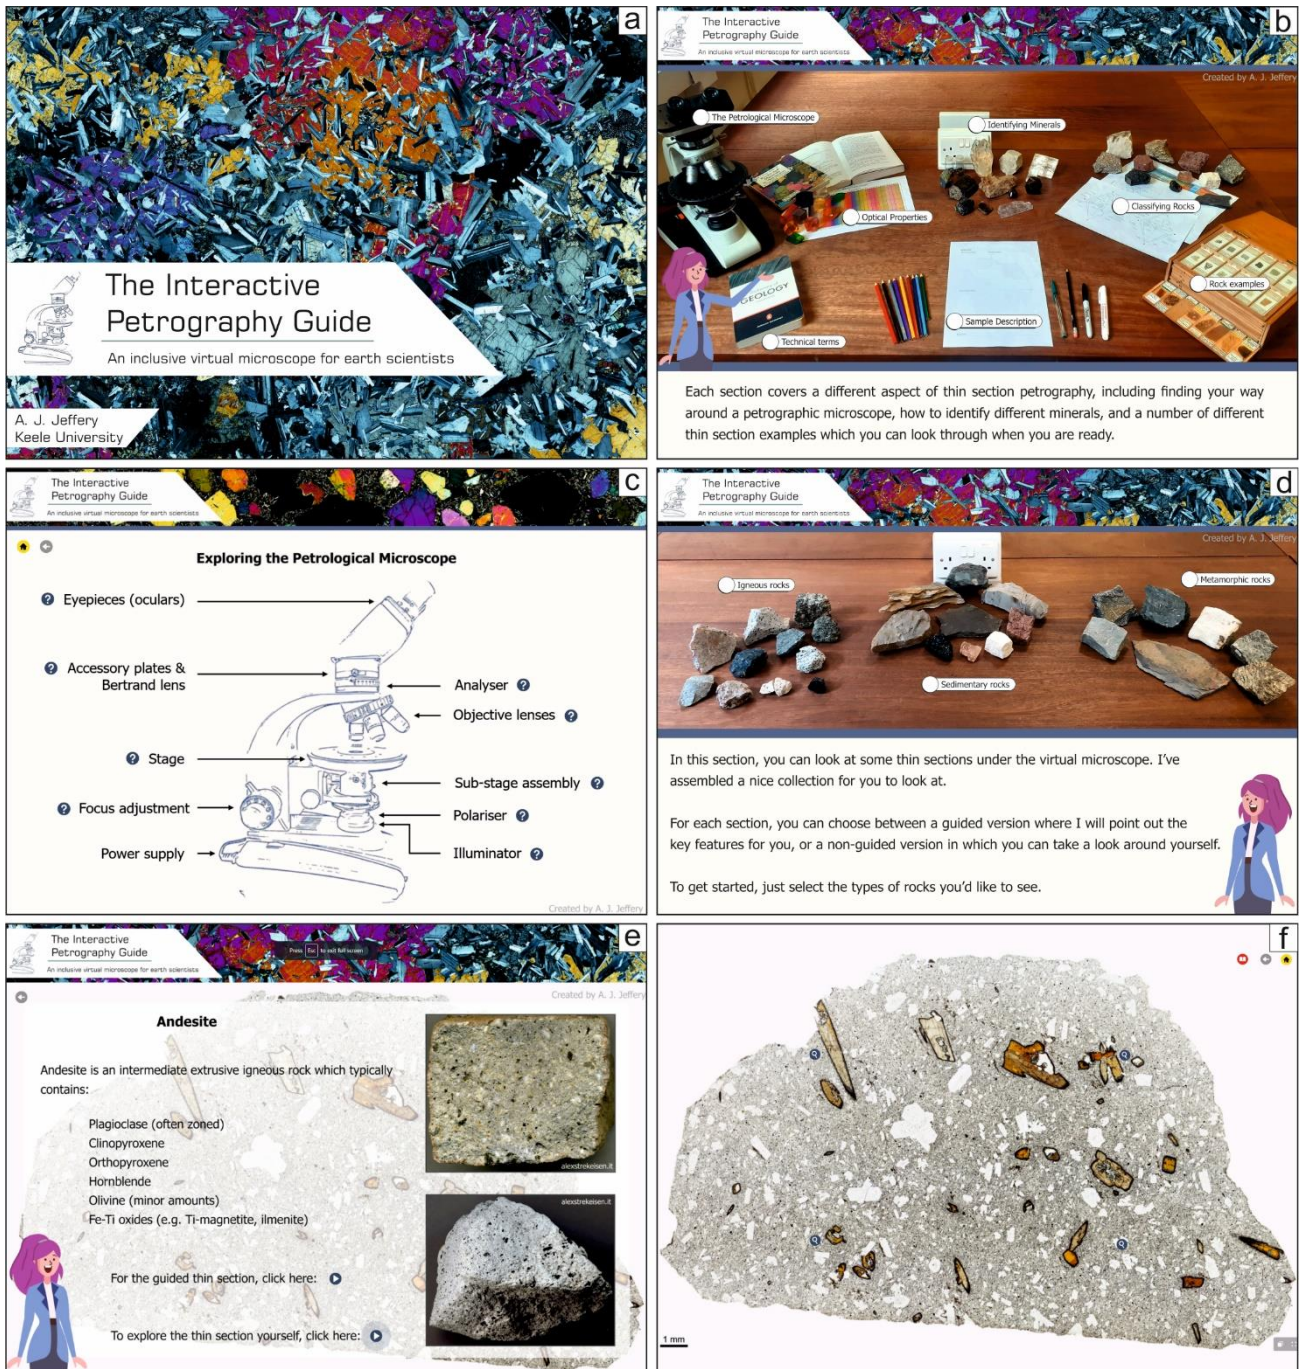 a
The Interactive
Petrography Guide
An inclusive virtual microscope for earth scientists
A. J. Jeffery
Keele University
b
The Interactive
Petrography Guide
An inclusive virtual microscope for earth scientists
Created by A. J. Jeffery
The Petrological Microscope
Identifying Minerals
Optical Properties
Classifying Rocks
Rock examples
GEOLOGY
Sample Description
Technical terms
Each section covers a different aspect of thin section petrography, including finding your way
around a petrographic microscope, how to identify different minerals, and a number of different
thin section examples which you can look through when you are ready.
c
The Interactive
Petrography Guide
An inclusive virtual microscope for earth scientists
Exploring the Petrological Microscope
? Eyepieces (oculars)
? Accessory plates &
Bertrand lens
Analyser ?
Objective lenses ?
? Stage
Sub-stage assembly ?
? Focus adjustment
Polariser ?
Power supply
Illuminator ?
Created by A. J. Jeffery
d
The Interactive
Petrography Guide
An inclusive virtual microscope for earth scientists
Created by A. J. Jeffery
Igneous rocks
Metamorphic rocks
Sedimentary rocks
In this section, you can look at some thin sections under the virtual microscope. I've
assembled a nice collection for you to look at.
For each section, you can choose between a guided version where I will point out the
key features for you, or a non-guided version in which you can take a look around yourself.
To get started, just select the types of rocks you'd like to see.
e
The Interactive
Petrography Guide
An inclusive virtual microscope for earth scientists
Press Esc to exit full screen
Created by A. J. Jeffery
Andesite
Andesite is an intermediate extrusive igneous rock which typically
contains:
Plagioclase (often zoned)
Clinopyroxene
Orthopyroxene
Hornblende
Olivine (minor amounts)
Fe-Ti oxides (e.g. Ti-magnetite, ilmenite)
alexstrekeisen.it
alexstrekeisen.it
For the guided thin section, click here:
To explore the thin section yourself, click here:
f
1 mm